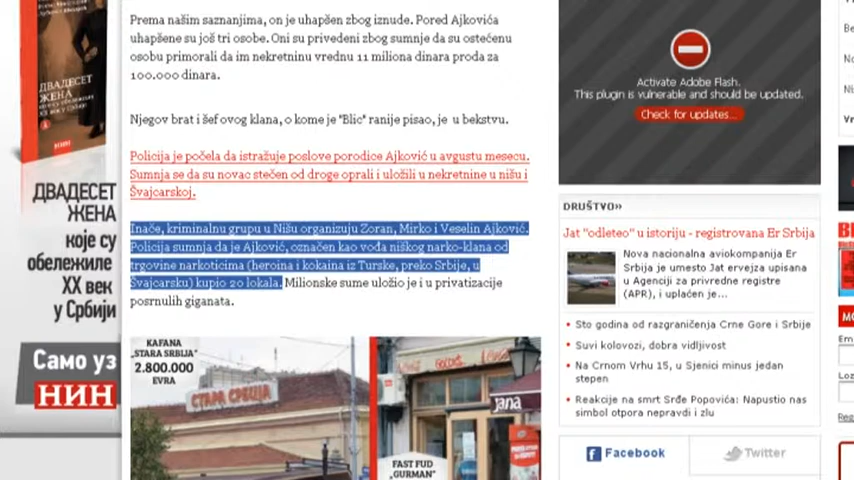 ДВАДЕСЕТ
ЖЕНА
ХХ век у Србији
ДВАДЕСЕТ
ЖЕНА
које су
обележиле
XX век
у Србији
Само уз
НИН
Prema našim saznanjima, on je uhapšen zbog iznude. Pored Ajkovića
uhapšene su još tri osobe. Oni su privedeni zbog sumnje da su oštećenu
osobu primorali da im nekretninu vrednu 11 miliona dinara proda za
100.000 dinara.
Njegov brat i šef ovog klana, o kome je "Blic" ranije pisao, je u bekstvu.
Policija je počela da istražuje poslove porodice Ajković u avgustu mesecu.
Sumnja se da su novac stečen od droge oprali i uložili u nekretnine u nišu i
Švajcarskoj.
Inače, kriminalnu grupu u Nišu organizuju Zoran, Mirko i Veselin Ajković.
Policija sumnja da je Ajković, označen kao vođa niškog narko-klana od
trgovine narkoticima (heroina i kokaina iz Turske, preko Srbije, u
Švajcarsku) kupio 20 lokala. Milionske sume uložio je i u privatizacije
posrnulih giganata.
KAFANA
„STARA SRBIJA"
2.800.000
EVRA
СТАРА СРБИЈА
jana
FAST FUD
„GURMAN"
Activate Adobe Flash.
This plugin is vulnerable and should be updated.
Check for updates...
DRUŠTVO»
Jat "odleteo" u istoriju - registrovana Er Srbija
Nova nacionalna aviokompanija Er
Srbija je umesto Jat ervejza upisana
u Agenciji za privredne registre
(APR), i uplaćen je...
Sto godina od razgraničenja Crne Gore i Srbije
Suvi kolovozi, dobra vidljivost
Na Crnom Vrhu 15, u Sjenici minus jedan
stepen
Reakcije na smrt Srđe Popovića: Napustio nas
simbol otpora nepravdi i zlu
Facebook
Twitter